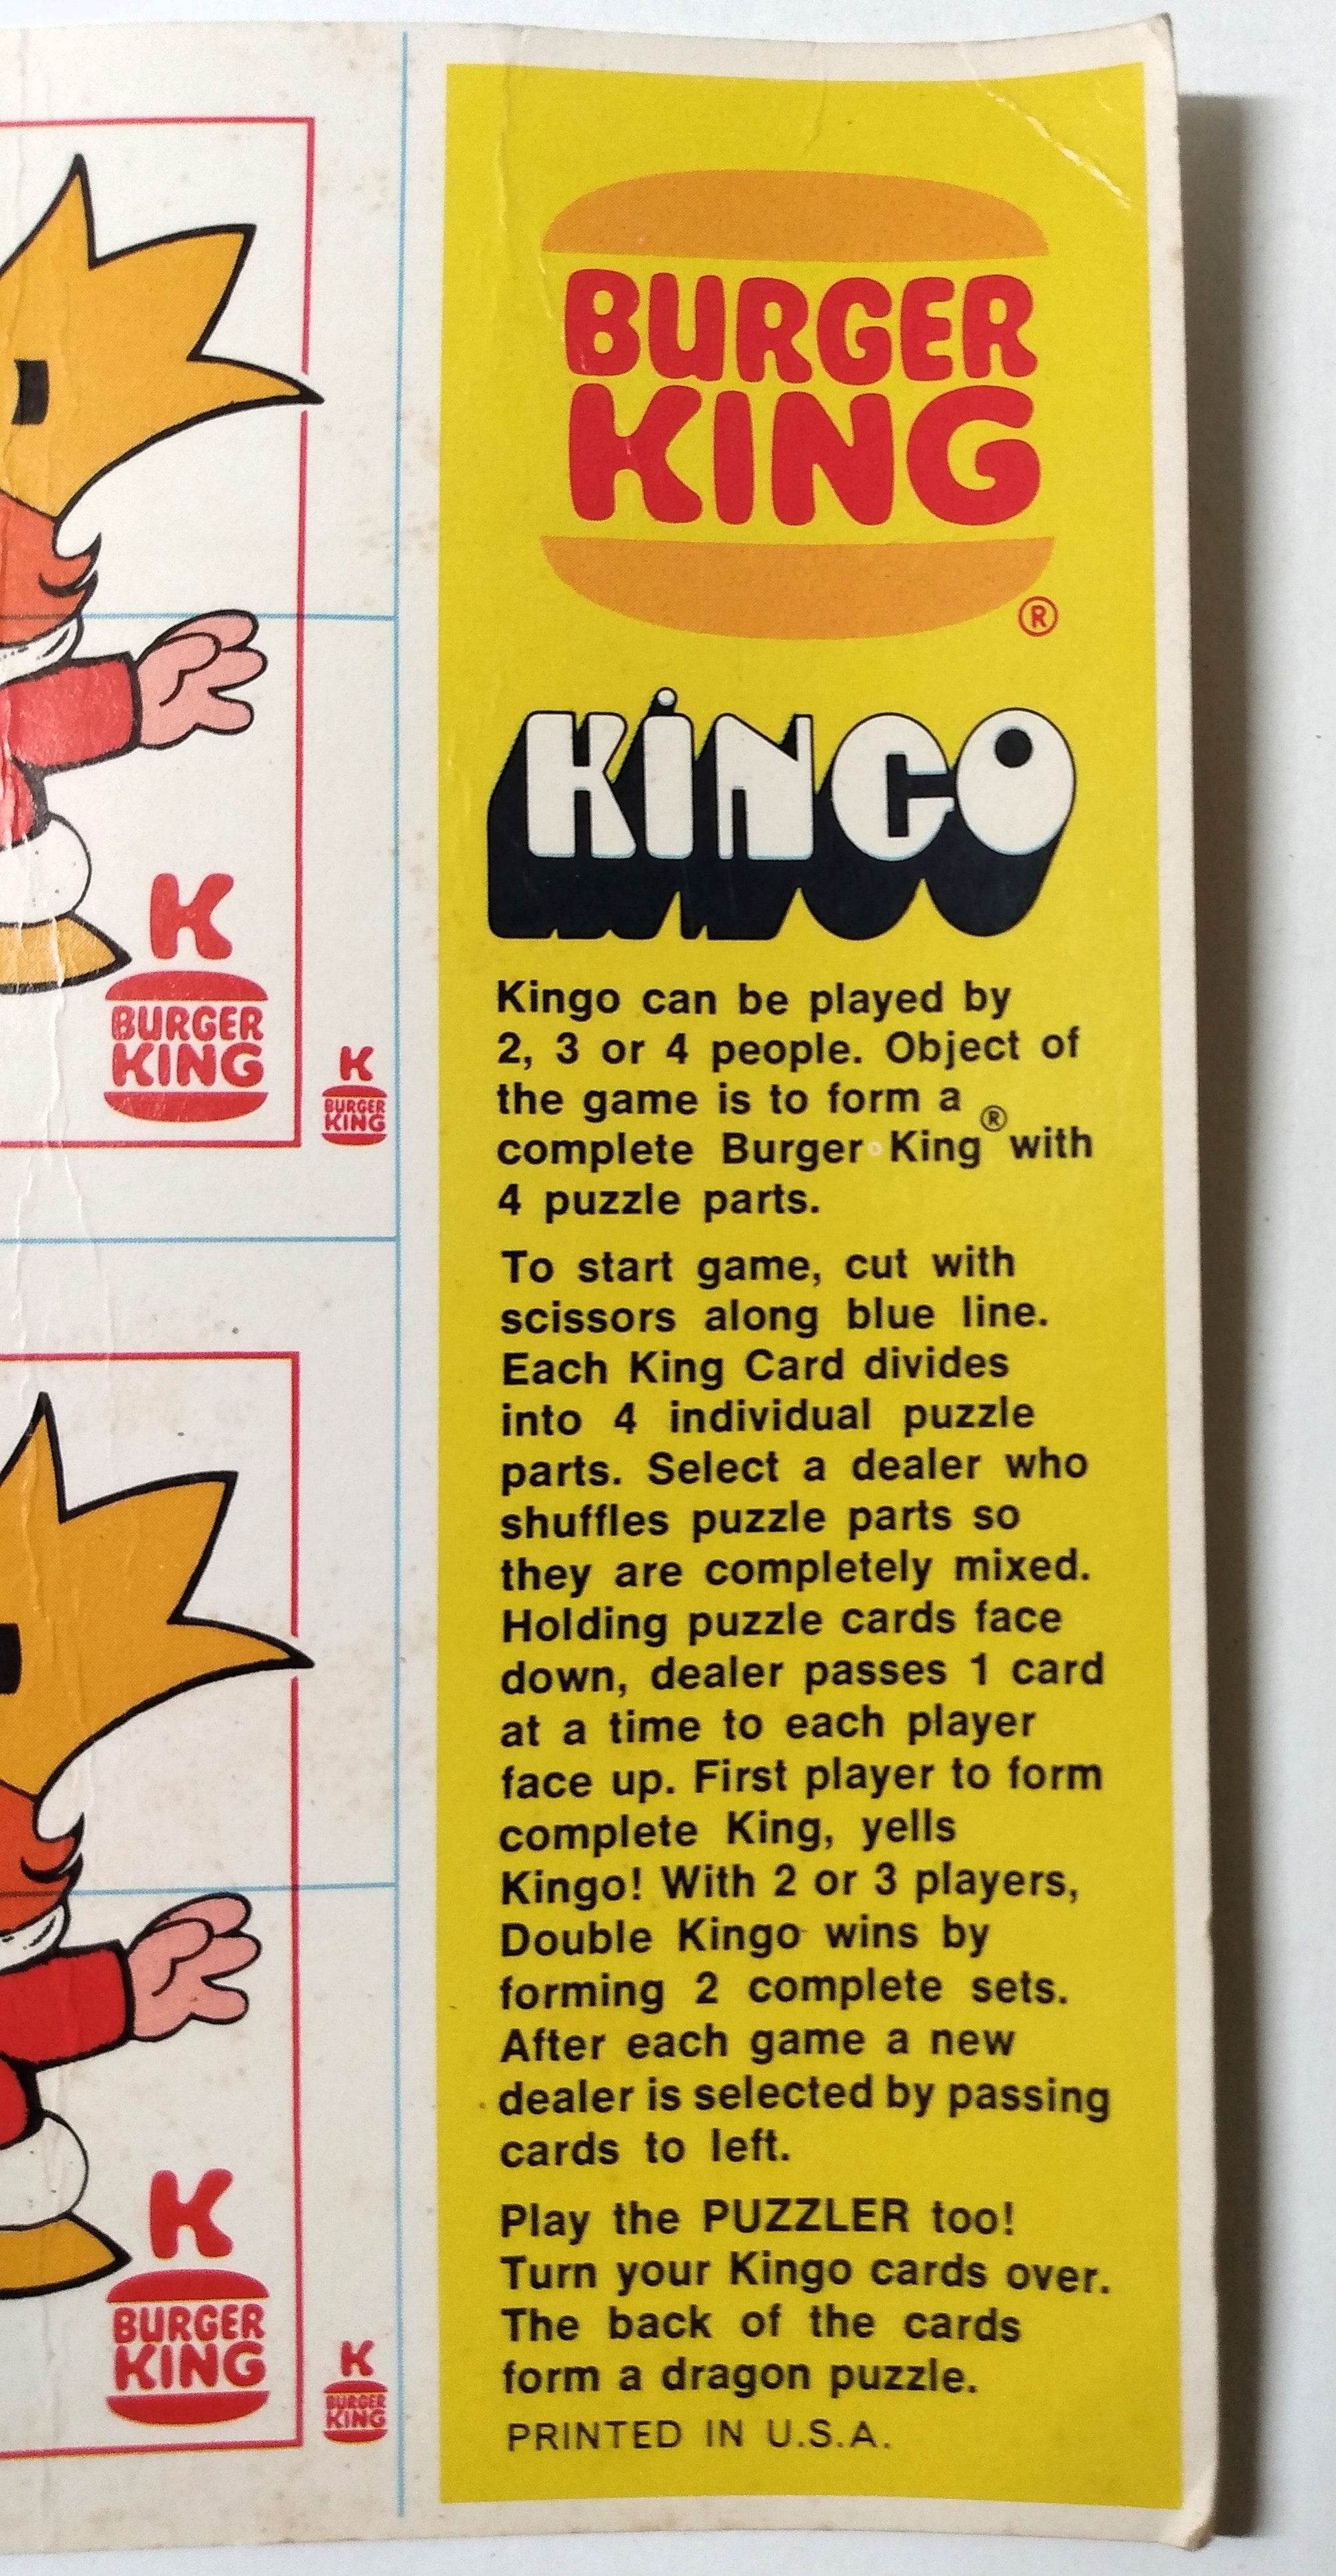 BURGER
KING
®
KINGO
Kingo can be played by
2, 3 or 4 people. Object of
the game is to form a
complete Burger King® with
4 puzzle parts.
To start game, cut with
scissors along blue line.
Each King Card divides
into 4 individual puzzle
parts. Select a dealer who
shuffles puzzle parts so
they are completely mixed.
Holding puzzle cards face
down, dealer passes 1 card
at a time to each player
face up. First player to form
complete King, yells
Kingo! With 2 or 3 players,
Double Kingo wins by
forming 2 complete sets.
After each game a new
dealer is selected by passing
cards to left.
Play the PUZZLER too!
Turn your Kingo cards over.
The back of the cards
form a dragon puzzle.
PRINTED IN U.S.A.
K
BURGER
KING
K
BURGER
KING
K
BURGER
KING
K
BURGER
KING